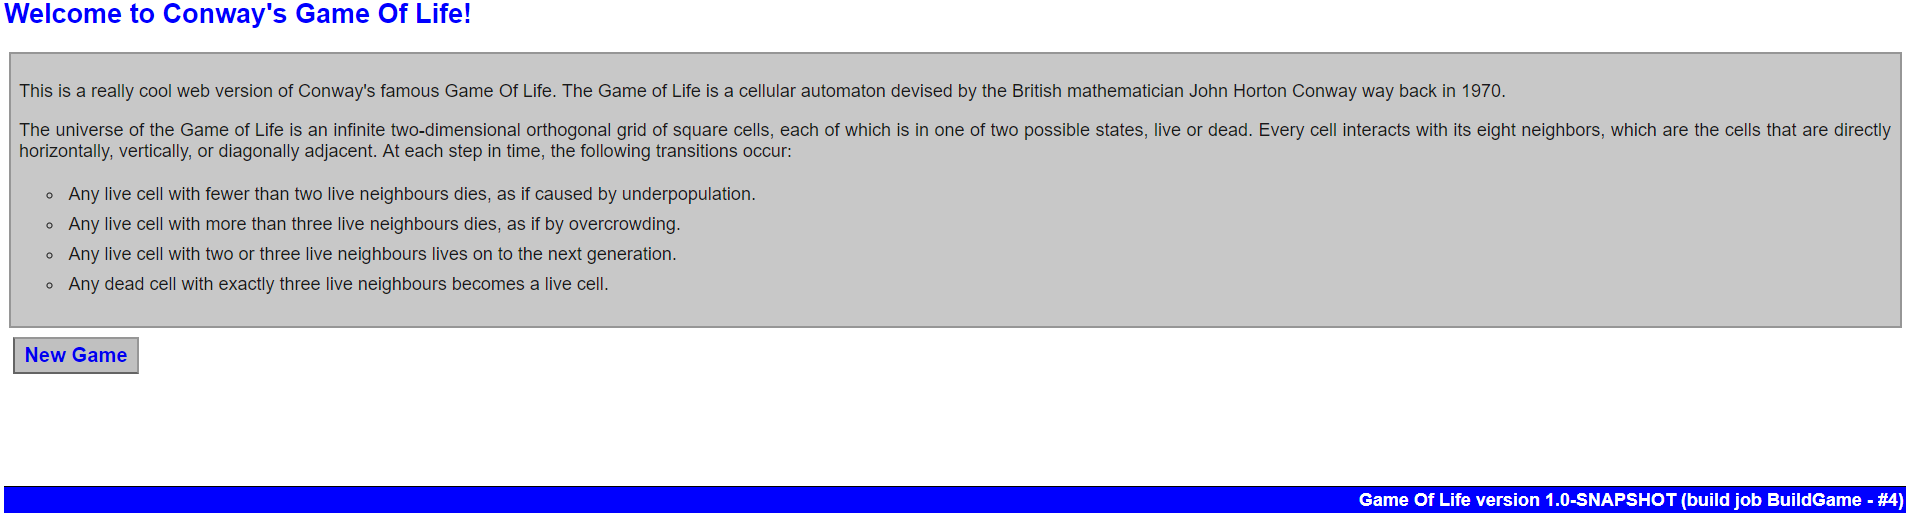 Welcome to Conway's Game Of Life!
This is a really cool web version of Conway's famous Game Of Life. The Game of Life is a cellular automaton devised by the British mathematician John Horton Conway way back in 1970.
The universe of the Game of Life is an infinite two-dimensional orthogonal grid of square cells, each of which is in one of two possible states, live or dead. Every cell interacts with its eight neighbors, which are the cells that are directly
horizontally, vertically, or diagonally adjacent. At each step in time, the following transitions occur:
Any live cell with fewer than two live neighbours dies, as if caused by underpopulation.
Any live cell with more than three live neighbours dies, as if by overcrowding.
Any live cell with two or three live neighbours lives on to the next generation.
Any dead cell with exactly three live neighbours becomes a live cell.
New Game
Game Of Life version 1.0-SNAPSHOT (build job BuildGame - #4)